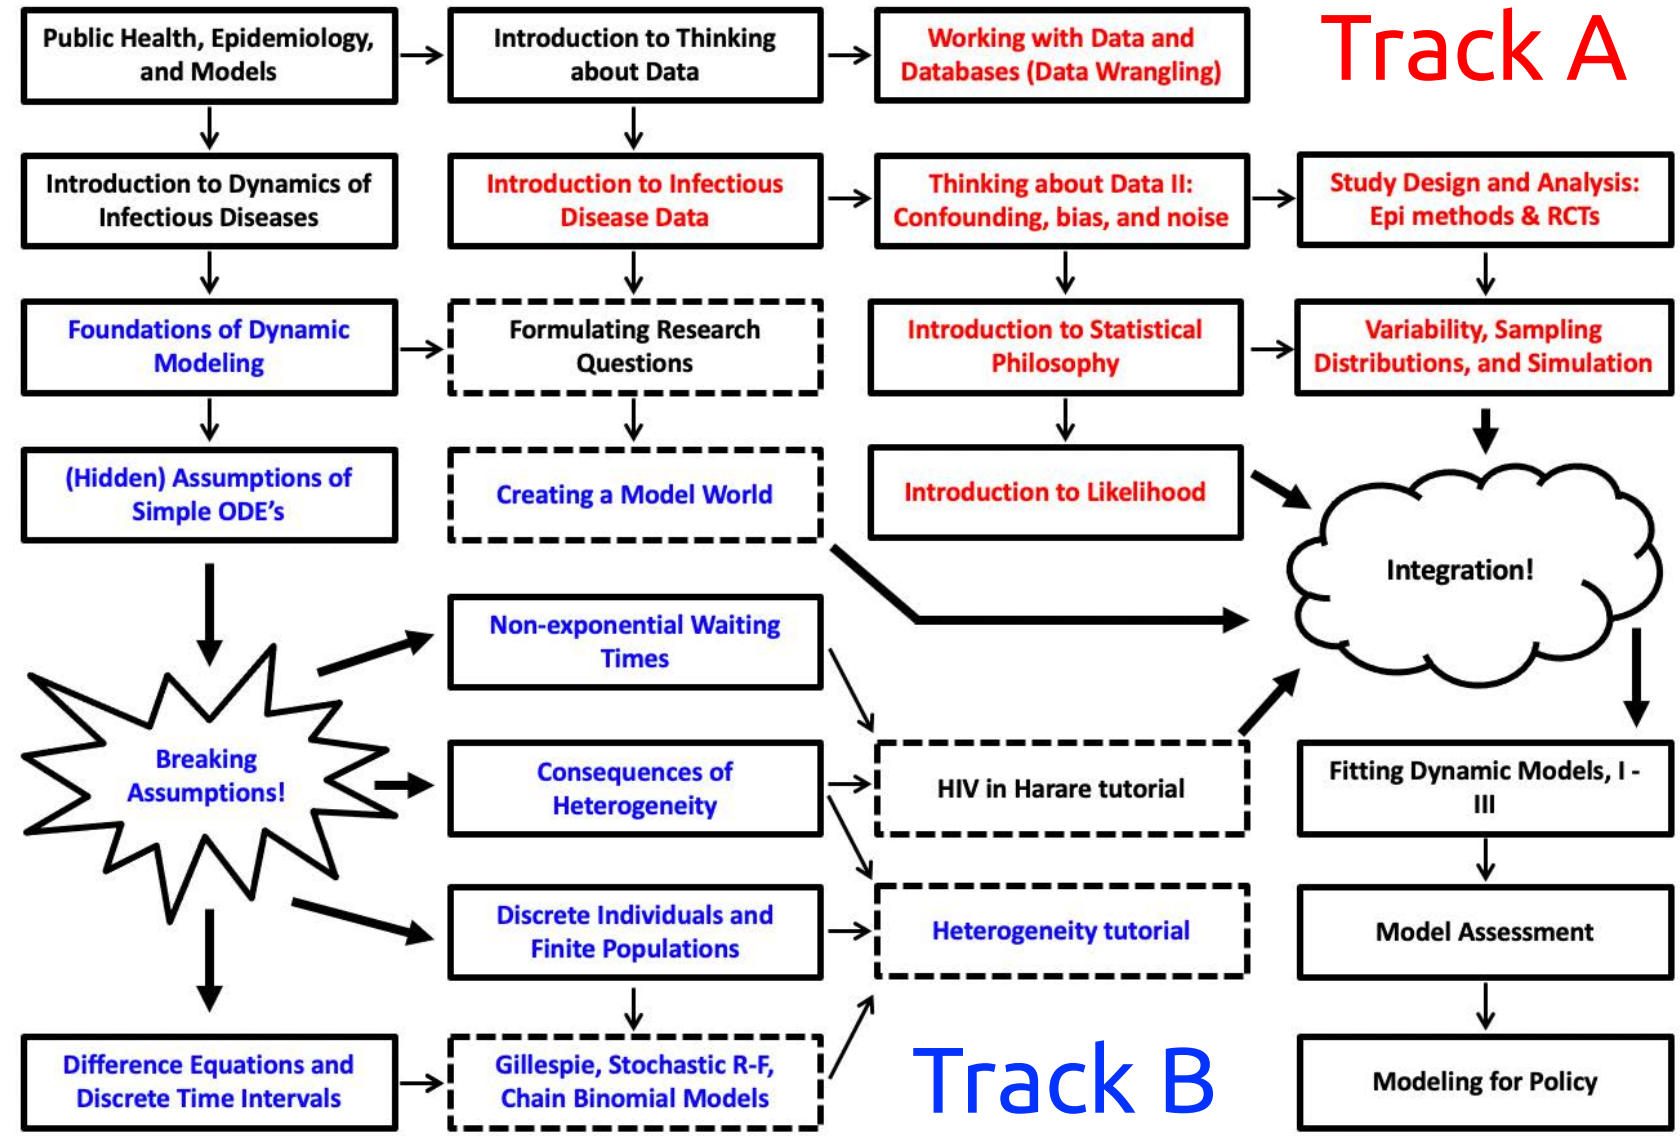 Public Health, Epidemiology,
and Models
Introduction to Thinking
about Data
Working with Data and
Databases (Data Wrangling)
Track A
Introduction to Dynamics of
Infectious Diseases
Introduction to Infectious
Disease Data
Thinking about Data II:
Confounding, bias, and noise
Study Design and Analysis:
Epi methods & RCTs
Foundations of Dynamic
Modeling
Formulating Research
Questions
Introduction to Statistical
Philosophy
Variability, Sampling
Distributions, and Simulation
(Hidden) Assumptions of
Simple ODE’s
Creating a Model World
Introduction to Likelihood
Integration!
Non-exponential Waiting
Times
Breaking
Assumptions!
Consequences of
Heterogeneity
HIV in Harare tutorial
Fitting Dynamic Models, I -
III
Discrete Individuals and
Finite Populations
Heterogeneity tutorial
Model Assessment
Difference Equations and
Discrete Time Intervals
Gillespie, Stochastic R-F,
Chain Binomial Models
Track B
Modeling for Policy